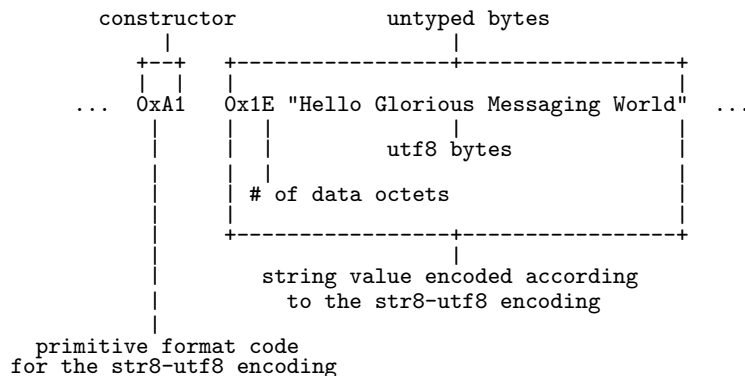 constructor untyped bytes
... 0xA1 0x1E "Hello Glorious Messaging World" ...
utf8 bytes
# of data octets
string value encoded according
to the str8-utf8 encoding
primitive format code
for the str8-utf8 encoding